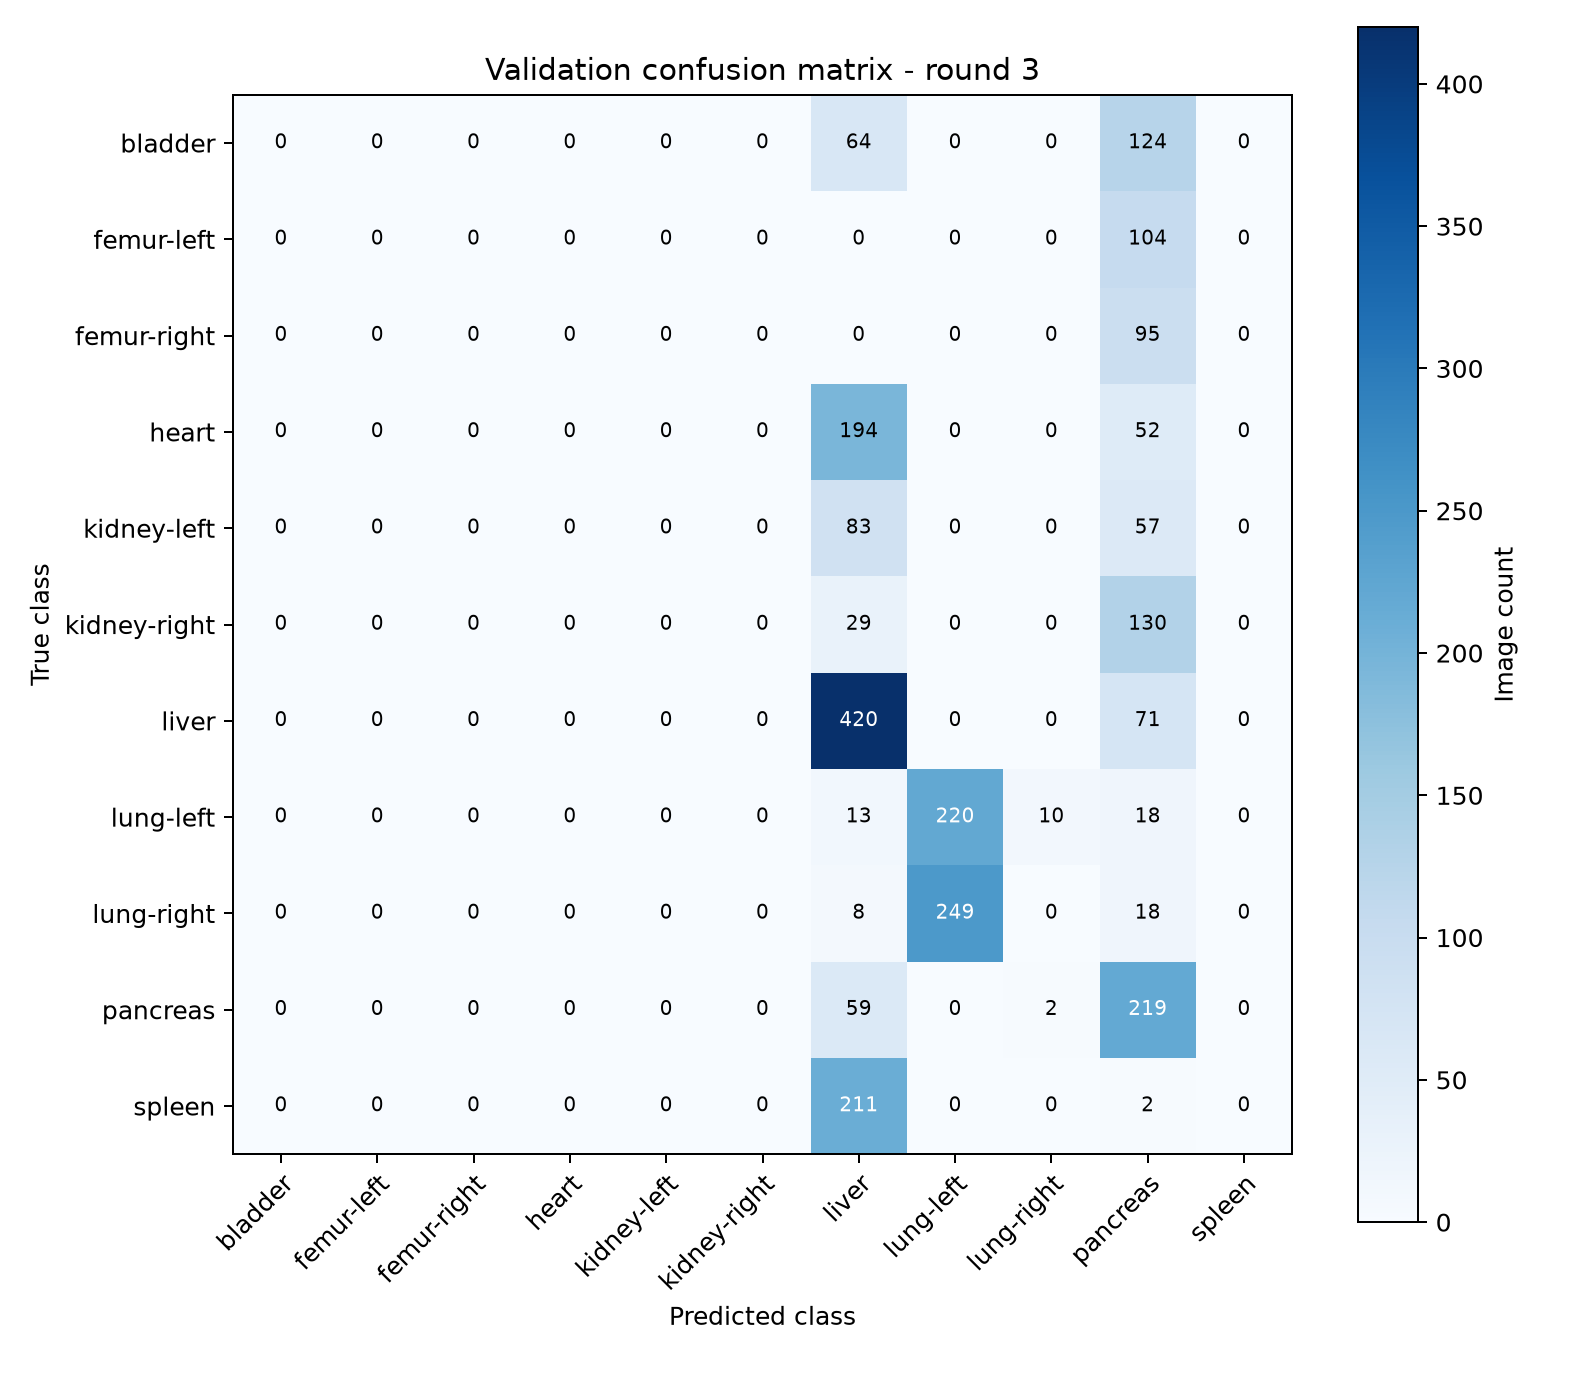 Validation confusion matrix - round 3
bladder 0 0 0 0 0 0 64 0 0 124 0
femur-left 0 0 0 0 0 0 0 0 0 104 0
femur-right 0 0 0 0 0 0 0 0 0 95 0
heart 0 0 0 0 0 0 194 0 0 52 0
kidney-left 0 0 0 0 0 0 83 0 0 57 0
kidney-right 0 0 0 0 0 0 29 0 0 130 0
liver 0 0 0 0 0 0 420 0 0 71 0
lung-left 0 0 0 0 0 0 13 220 10 18 0
lung-right 0 0 0 0 0 0 8 249 0 18 0
pancreas 0 0 0 0 0 0 59 0 2 219 0
spleen 0 0 0 0 0 0 211 0 0 2 0
bladder femur-left femur-right heart kidney-left kidney-right liver lung-left lung-right pancreas spleen
Predicted class
True class
400
350
300
250
200
150
100
50
0
Image count